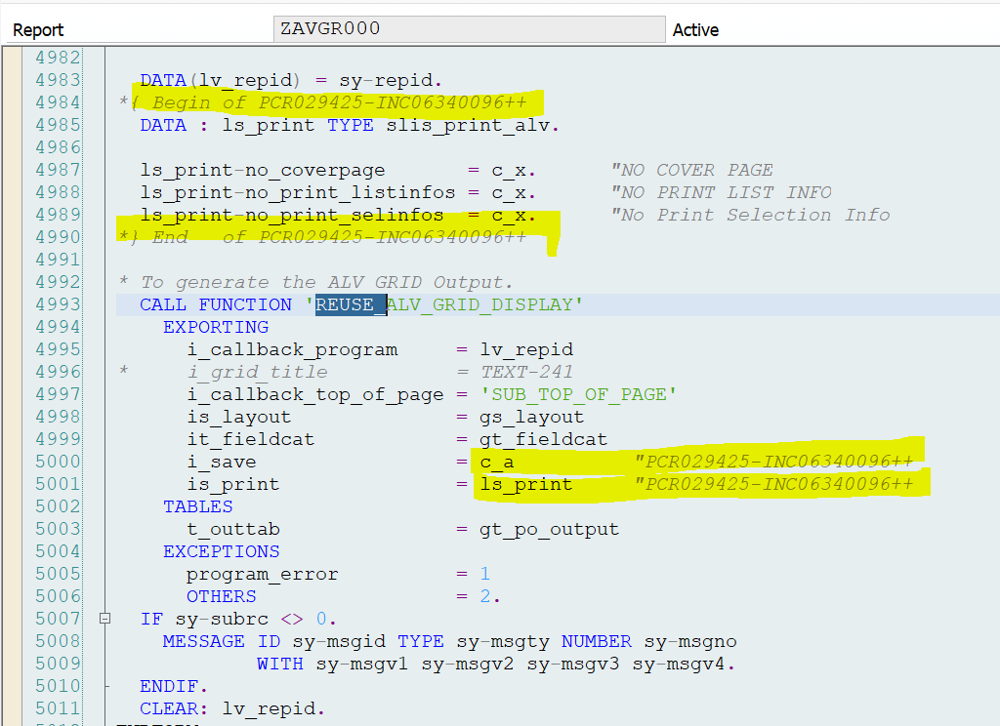 Report ZAVGR000 Active
4982
4983 DATA(lv_repid) = sy-repid.
4984 *{ Begin of PCR029425-INC06340096++
4985 DATA : ls_print TYPE slis_print_alv.
4986
4987 ls_print-no_coverpage = c_x. "NO COVER PAGE
4988 ls_print-no_print_listinfos = c_x. "NO PRINT LIST INFO
4989 ls_print-no_print_selinfos = c_x. "No Print Selection Info
4990 *} End of PCR029425-INC06340096++
4991
4992 * To generate the ALV GRID Output.
4993 CALL FUNCTION 'REUSE_ALV_GRID_DISPLAY'
4994 EXPORTING
4995 i_callback_program = lv_repid
4996 * i_grid_title = TEXT-241
4997 i_callback_top_of_page = 'SUB_TOP_OF_PAGE'
4998 is_layout = gs_layout
4999 it_fieldcat = gt_fieldcat
5000 i_save = c_a "PCR029425-INC06340096++
5001 is_print = ls_print "PCR029425-INC06340096++
5002 TABLES
5003 t_outtab = gt_po_output
5004 EXCEPTIONS
5005 program_error = 1
5006 OTHERS = 2.
5007 IF sy-subrc <> 0.
5008 MESSAGE ID sy-msgid TYPE sy-msgty NUMBER sy-msgno
5009 WITH sy-msgv1 sy-msgv2 sy-msgv3 sy-msgv4.
5010 ENDIF.
5011 CLEAR: lv_repid.